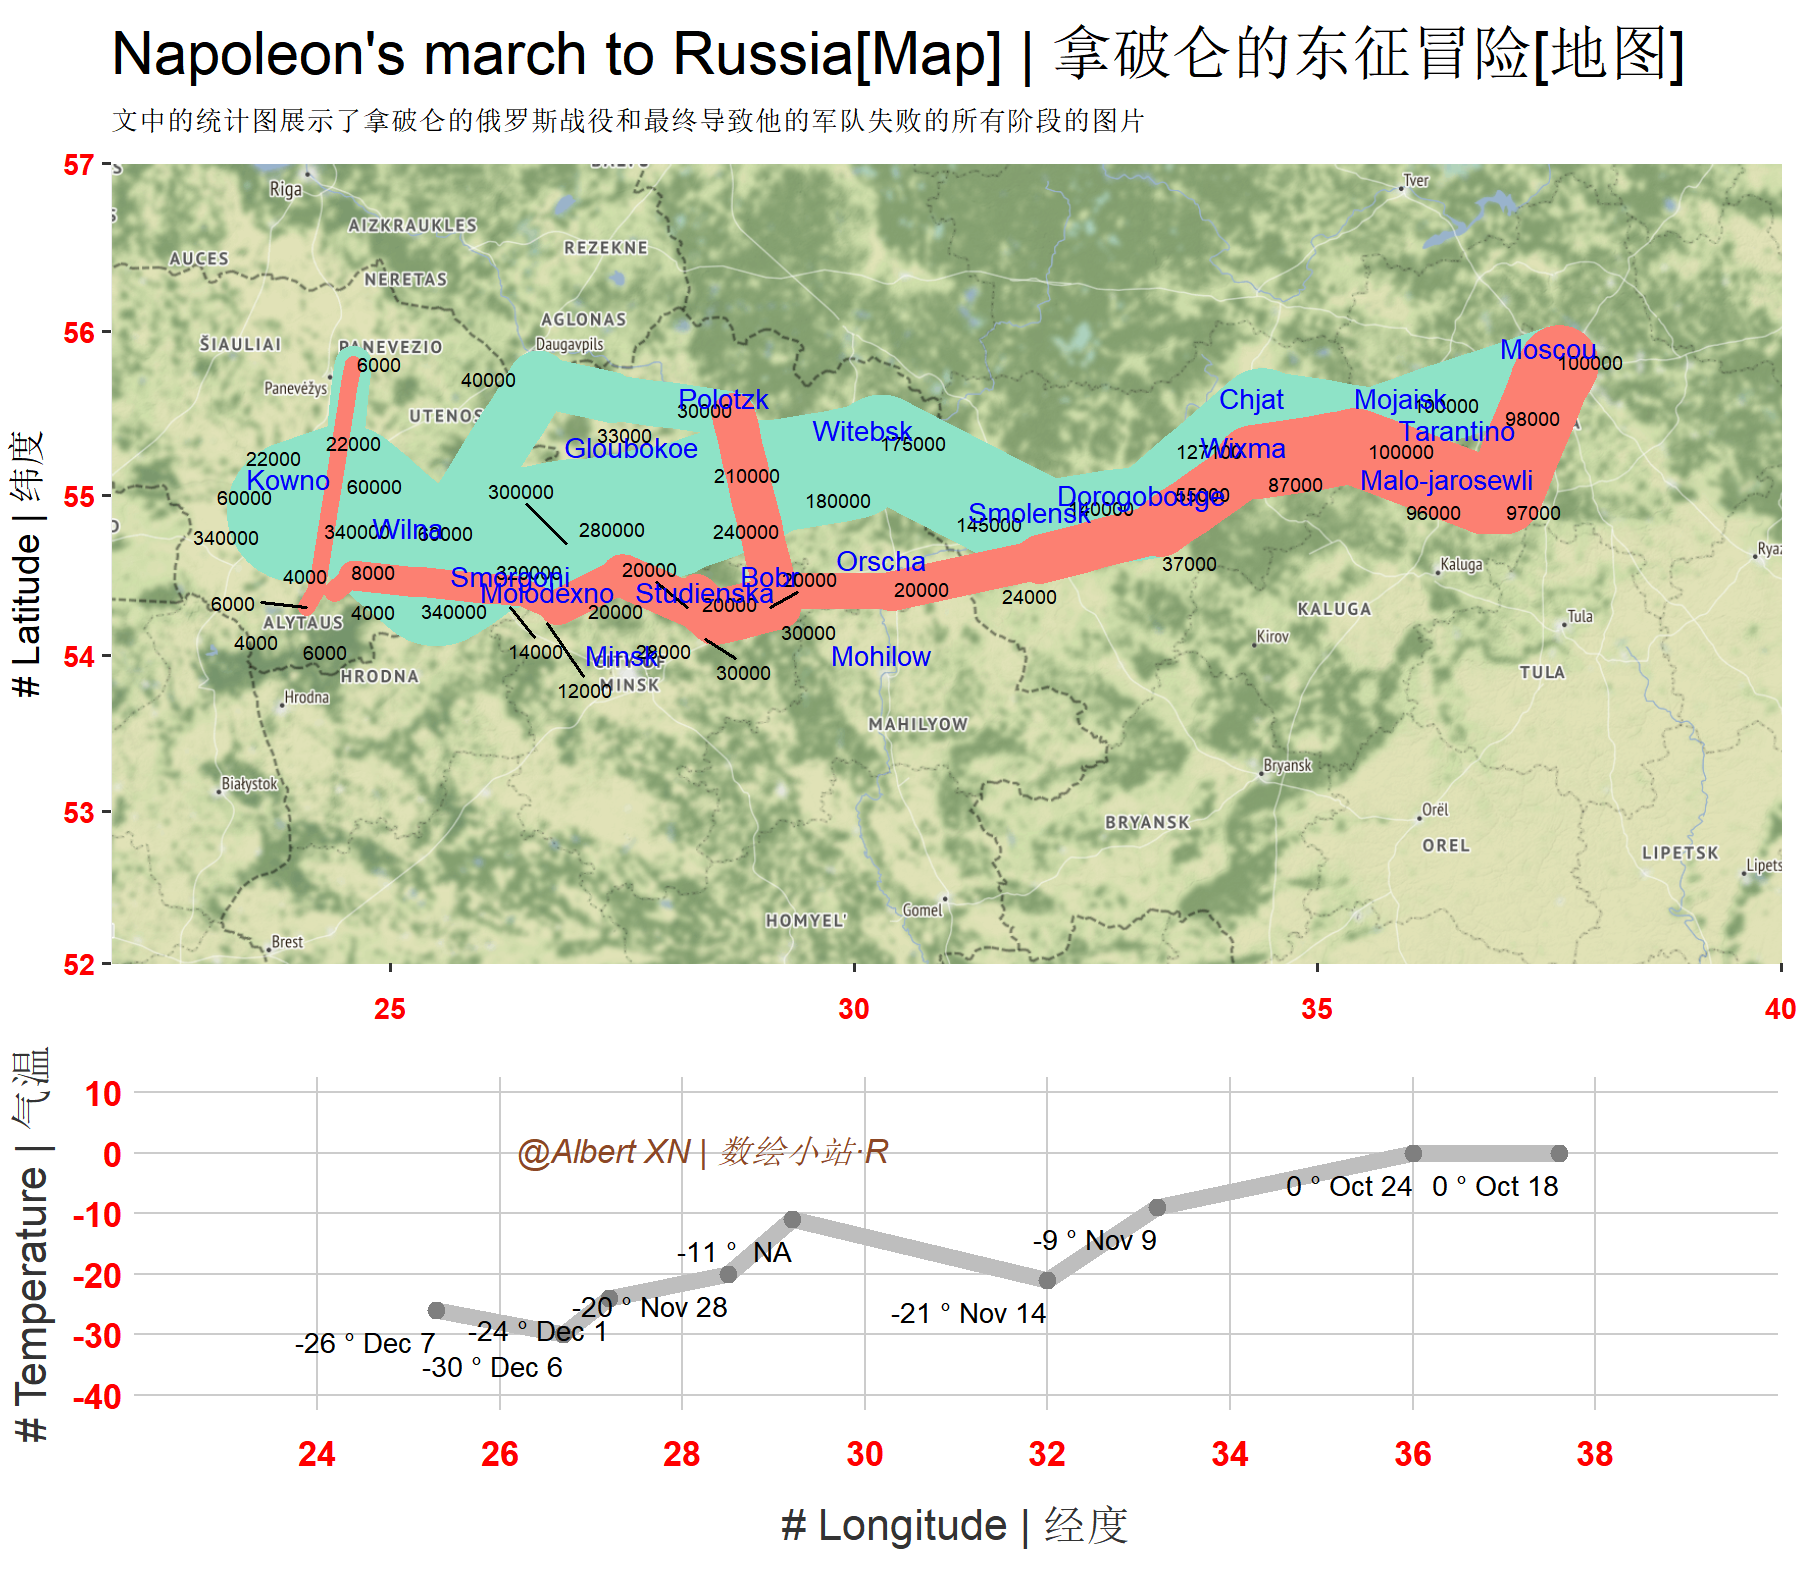 Napoleon's march to Russia[Map] | 拿破仑的东征冒险[地图]
文中的统计图展示了拿破仑的俄罗斯战役和最终导致他的军队失败的所有阶段的图片
# Latitude | 纬度
57
56
55
54
53
52
25
30
35
40
Riga
Tver
AIZKRAUKLES
REZEKNE
AUCES
NERETAS
AGLONAS
ŠIAULIAI
PANEVEZIO
Daugavpils
Panevėžys
UTENOS
6000
40000
Polotzk
30000
33000
Gloubokoe
Witebsk
175000
Chjat
Mojaisk
100000
Moscou
100000
98000
Tarantino
Wixma
127100
100000
22000
22000
Kowno
60000
60000
340000
340000
Wilna
60000
300000
280000
210000
240000
180000
Smolensk
145000
Dorogobouge
140000
55000
87000
Malo-jarosewli
96000
97000
37000
24000
Orscha
20000
Bobr
20000
20000
20000
Studienska
20000
320000
Smorgoni
Molodexno
340000
8000
4000
4000
6000
4000
6000
14000
12000
Minsk
28000
30000
30000
Mohilow
ALYTAUS
HRODNA
Hrodna
MINSK
MAHILYOW
Kaluga
KALUGA
Kirov
Tula
TULA
Białystok
Bryansk
BRYANSK
Orël
OREL
LIPETSK
Gomel
HOMYEL'
Brest
# Temperature | 气温
10
0
-10
-20
-30
-40
@Albert XN | 数绘小站·R
0 ° Oct 24
0 ° Oct 18
-9 ° Nov 9
-11 ° NA
-20 ° Nov 28
-21 ° Nov 14
-24 ° Dec 1
-26 ° Dec 7
-30 ° Dec 6
24
26
28
30
32
34
36
38
# Longitude | 经度